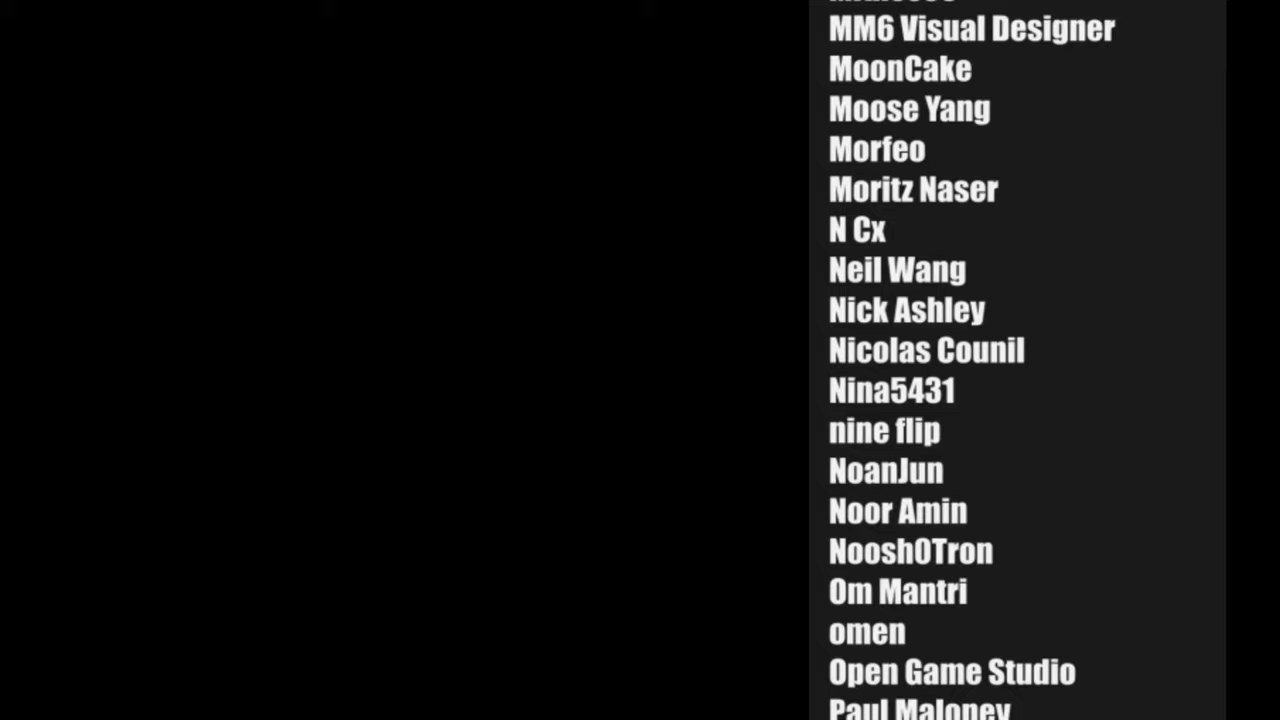 MM6 Visual Designer
MoonCake
Moose Yang
Morfeo
Moritz Naser
N Cx
Neil Wang
Nick Ashley
Nicolas Counil
Nina5431
nine flip
NoanJun
Noor Amin
NooshOTron
Om Mantri
omen
Open Game Studio
Paul Maloney